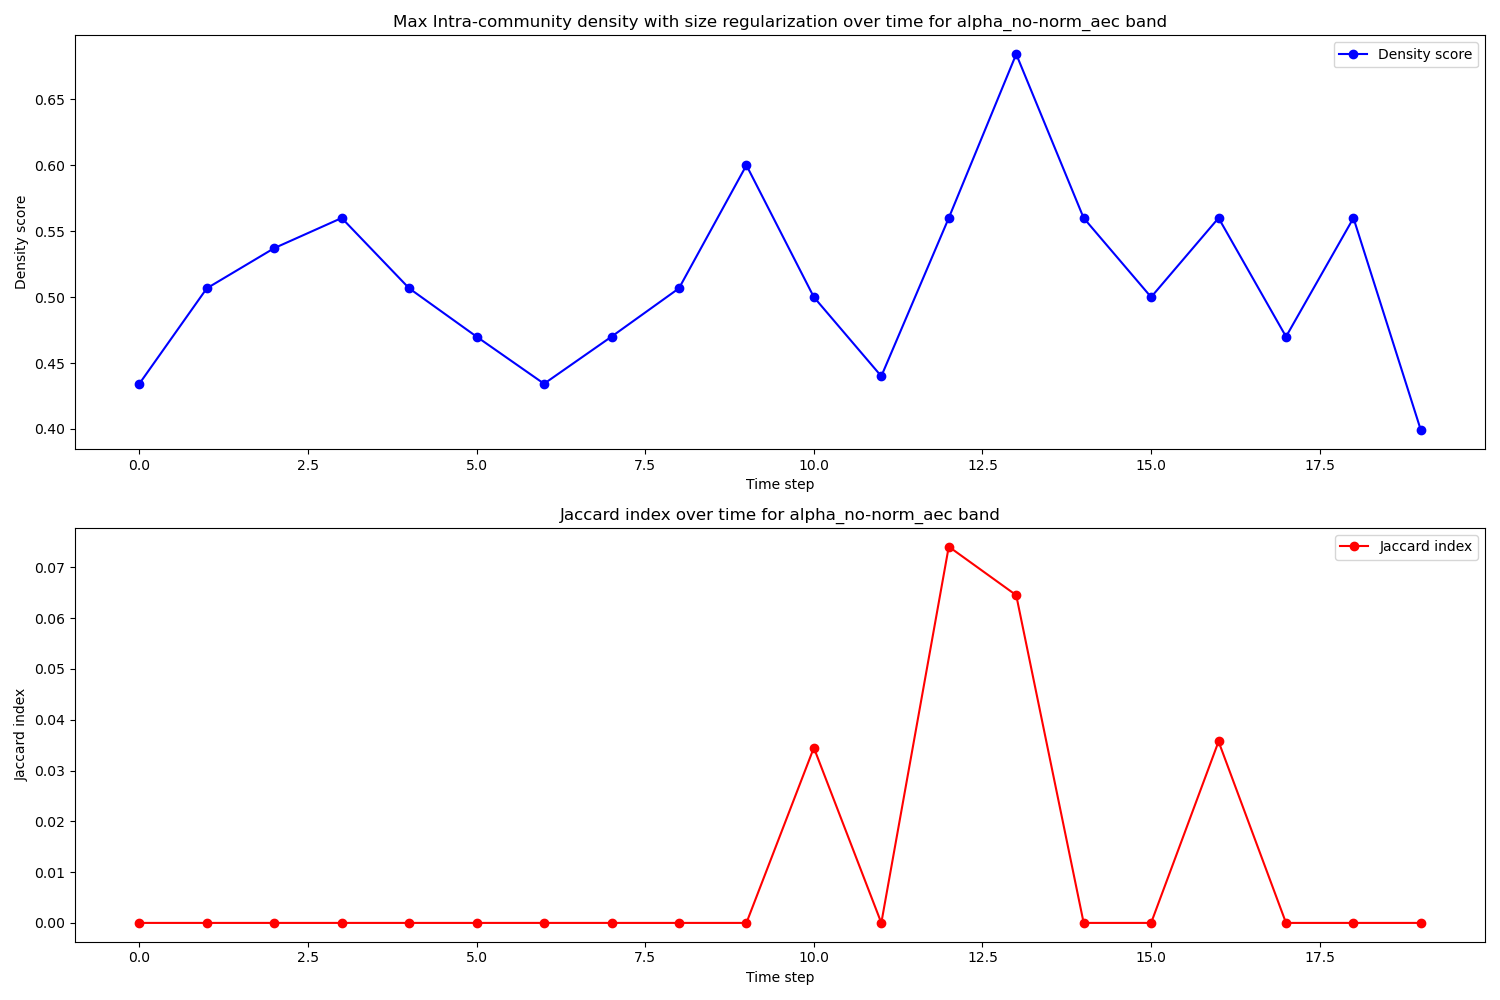 Max Intra-community density with size regularization over time for alpha_no-norm_aec band
Density score
0.65
0.60
0.55
0.50
0.45
0.40
Density score
0.0 2.5 5.0 7.5 10.0 12.5 15.0 17.5
Time step
Jaccard index over time for alpha_no-norm_aec band
Jaccard index
0.07
0.06
0.05
0.04
0.03
0.02
0.01
0.00
Jaccard index
0.0 2.5 5.0 7.5 10.0 12.5 15.0 17.5
Time step